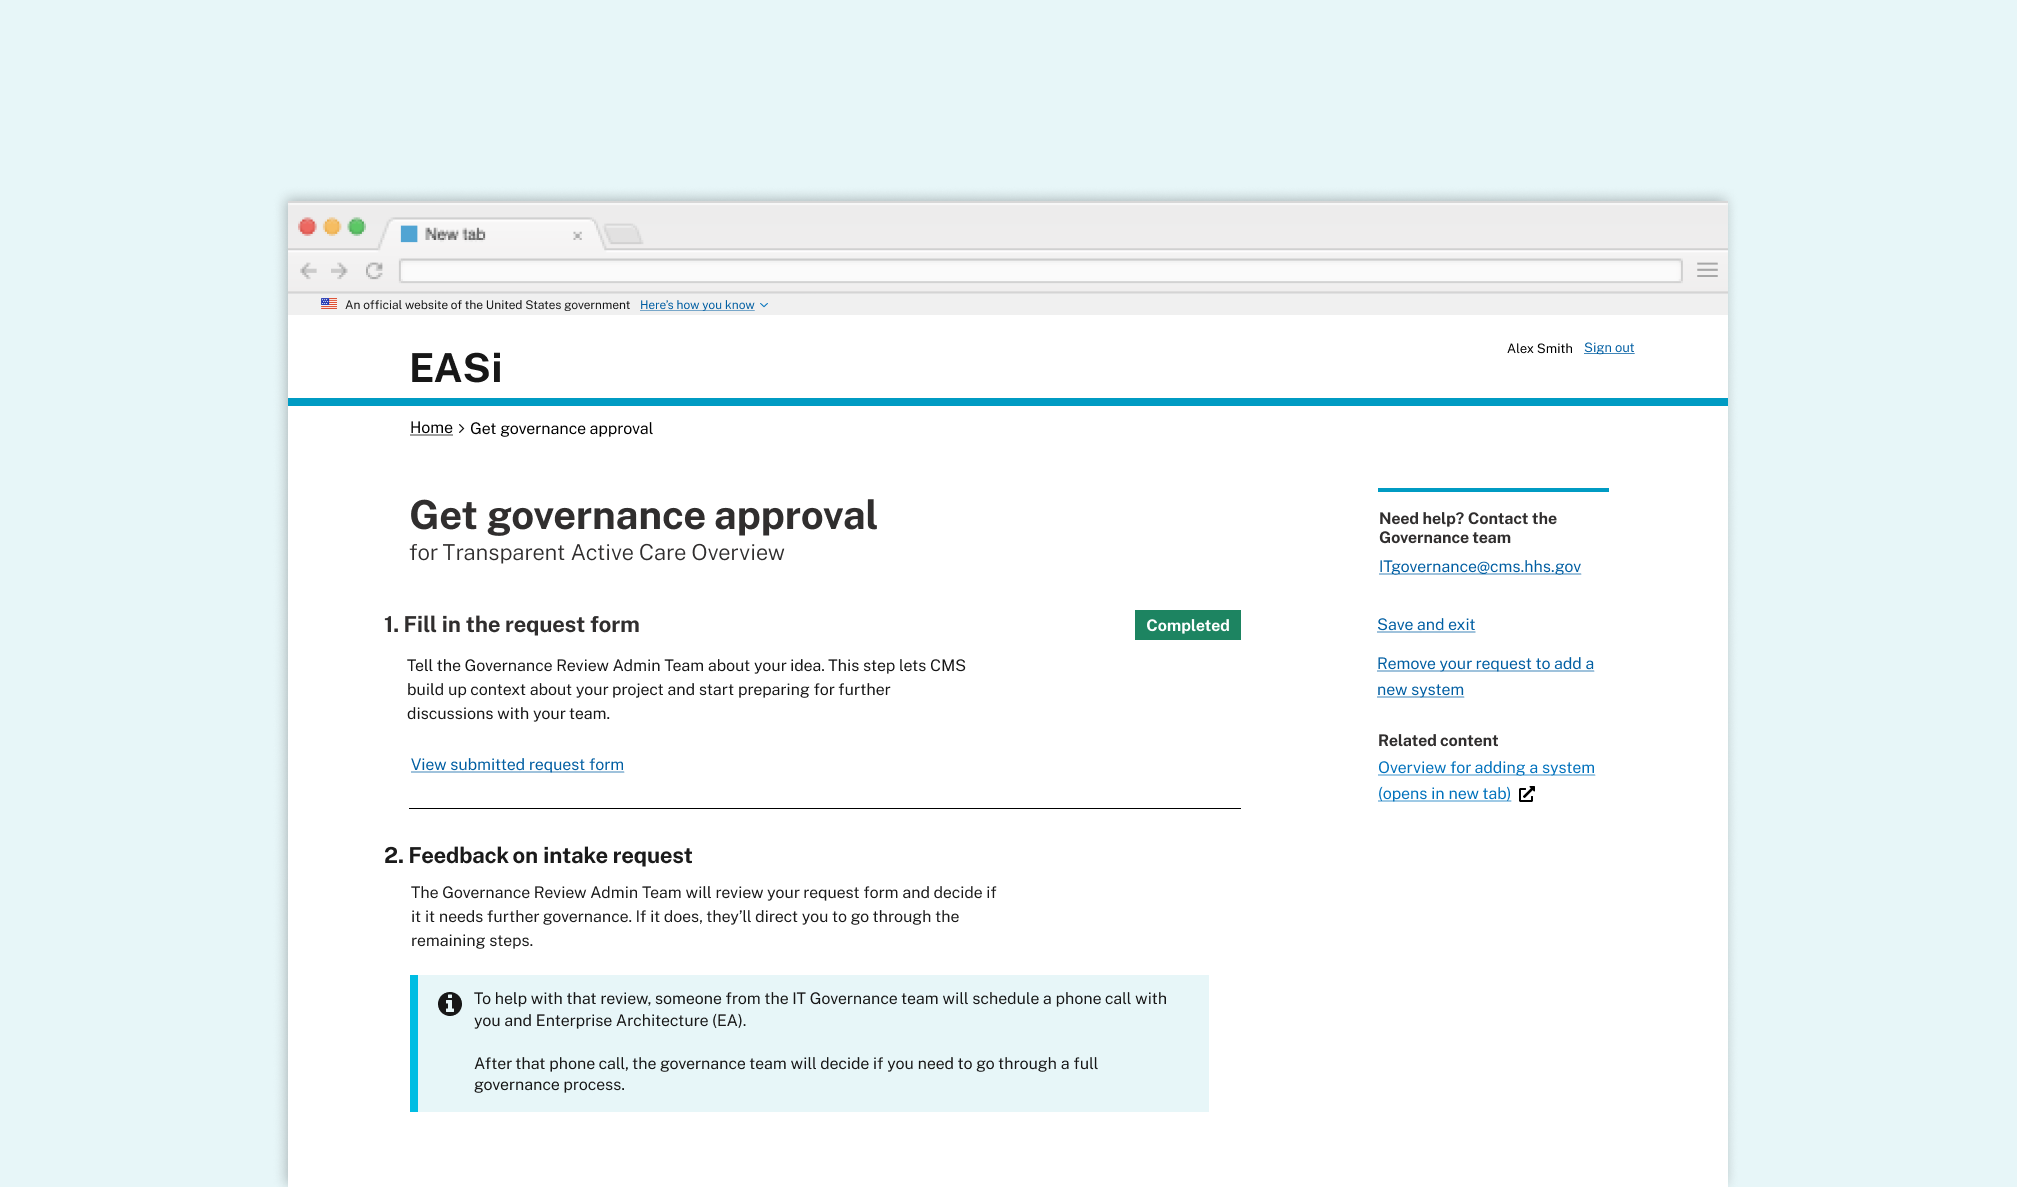 New tab
An official website of the United States government Here's how you know
EASi
Alex Smith Sign out
Home > Get governance approval
Get governance approval
for Transparent Active Care Overview
1. Fill in the request form
Completed
Tell the Governance Review Admin Team about your idea. This step lets CMS
build up context about your project and start preparing for further
discussions with your team.
View submitted request form
2. Feedback on intake request
The Governance Review Admin Team will review your request form and decide if
it it needs further governance. If it does, they’ll direct you to go through the
remaining steps.
To help with that review, someone from the IT Governance team will schedule a phone call with
you and Enterprise Architecture (EA).
After that phone call, the governance team will decide if you need to go through a full
governance process.
Need help? Contact the
Governance team
ITgovernance@cms.hhs.gov
Save and exit
Remove your request to add a
new system
Related content
Overview for adding a system
(opens in new tab)